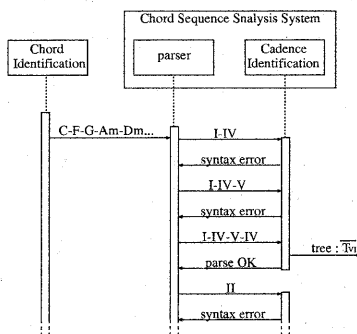 Chord Sequence Snalysis System
Chord
Identification
parser
Cadence
Identification
C-F-G-Am-Dm...
I-IV
syntax error
I-IV-V
syntax error
I-IV-V-IV
tree : TVI
parse OK
II
syntax error